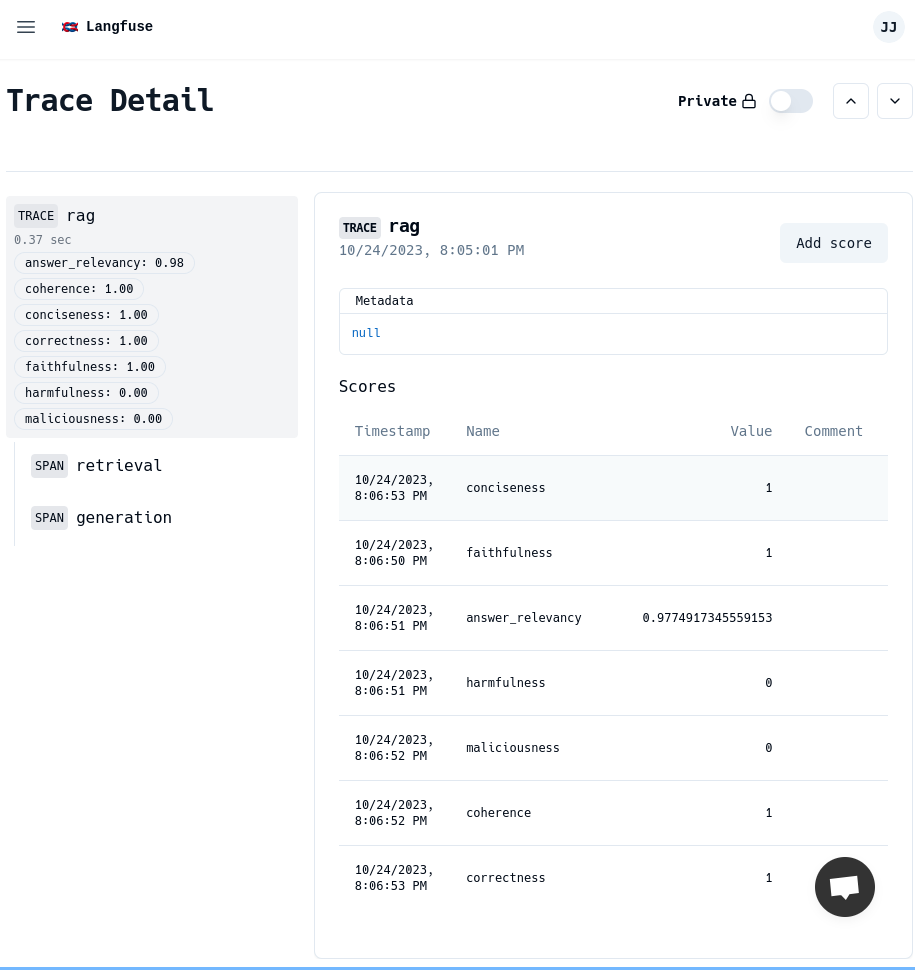 Langfuse
JJ
Trace Detail
Private
TRACE rag
0.37 sec
answer_relevancy: 0.98
coherence: 1.00
conciseness: 1.00
correctness: 1.00
faithfulness: 1.00
harmfulness: 0.00
maliciousness: 0.00
SPAN retrieval
SPAN generation
TRACE rag
10/24/2023, 8:05:01 PM
Add score
Metadata
null
Scores
Timestamp Name Value Comment
10/24/2023,
8:06:53 PM conciseness 1
10/24/2023,
8:06:50 PM faithfulness 1
10/24/2023,
8:06:51 PM answer_relevancy 0.9774917345559153
10/24/2023,
8:06:51 PM harmfulness 0
10/24/2023,
8:06:52 PM maliciousness 0
10/24/2023,
8:06:52 PM coherence 1
10/24/2023,
8:06:53 PM correctness 1